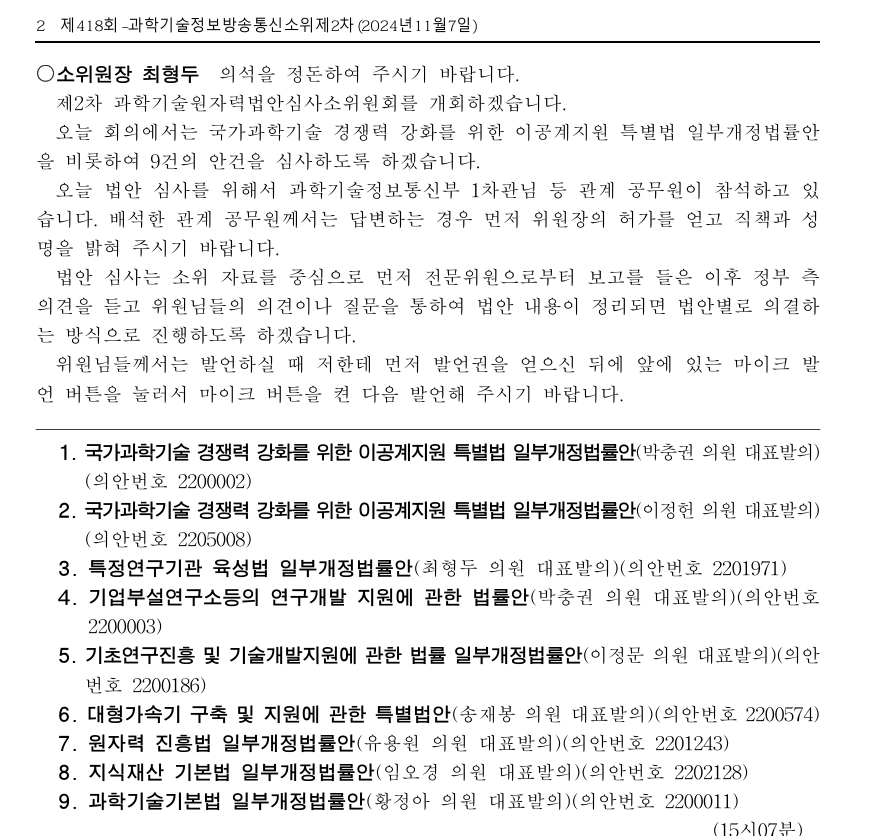 2 제418회-과학기술정보방송통신소위제2차(2024년11월7일)
○소위원장 최형두 의석을 정돈하여 주시기 바랍니다.
제2차 과학기술원자력법안심사소위원회를 개회하겠습니다.
오늘 회의에서는 국가과학기술 경쟁력 강화를 위한 이공계지원 특별법 일부개정법률안
을 비롯하여 9건의 안건을 심사하도록 하겠습니다.
오늘 법안 심사를 위해서 과학기술정보통신부 1차관님 등 관계 공무원이 참석하고 있
습니다. 배석한 관계 공무원께서는 답변하는 경우 먼저 위원장의 허가를 얻고 직책과 성
명을 밝혀 주시기 바랍니다.
법안 심사는 소위 자료를 중심으로 먼저 전문위원으로부터 보고를 들은 이후 정부 측
의견을 듣고 위원님들의 의견이나 질문을 통하여 법안 내용이 정리되면 법안별로 의결하
는 방식으로 진행하도록 하겠습니다.
위원님들께서는 발언하실 때 저한테 먼저 발언권을 얻으신 뒤에 앞에 있는 마이크 발
언 버튼을 눌러서 마이크 버튼을 켠 다음 발언해 주시기 바랍니다.
1. 국가과학기술 경쟁력 강화를 위한 이공계지원 특별법 일부개정법률안(박충권 의원 대표발의)
(의안번호 2200002)
2. 국가과학기술 경쟁력 강화를 위한 이공계지원 특별법 일부개정법률안(이정헌 의원 대표발의)
(의안번호 2205008)
3. 특정연구기관 육성법 일부개정법률안(최형두 의원 대표발의)(의안번호 2201971)
4. 기업부설연구소등의 연구개발 지원에 관한 법률안(박충권 의원 대표발의)(의안번호
2200003)
5. 기초연구진흥 및 기술개발지원에 관한 법률 일부개정법률안(이정문 의원 대표발의)(의안
번호 2200186)
6. 대형가속기 구축 및 지원에 관한 특별법안(송재봉 의원 대표발의)(의안번호 2200574)
7. 원자력 진흥법 일부개정법률안(유용원 의원 대표발의)(의안번호 2201243)
8. 지식재산 기본법 일부개정법률안(임오경 의원 대표발의)(의안번호 2202128)
9. 과학기술기본법 일부개정법률안(황정아 의원 대표발의)(의안번호 2200011)
(15시07분)